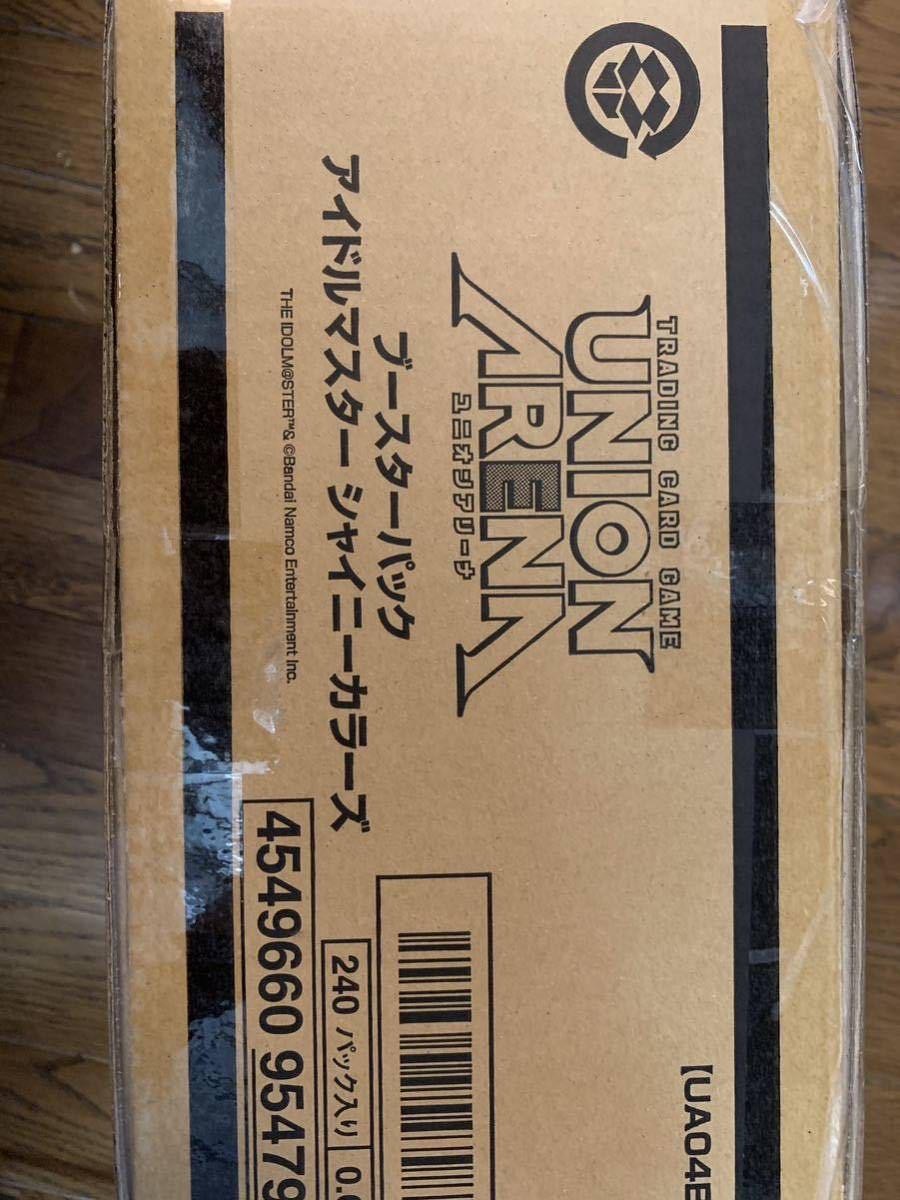 TRADING CARD GAME
UNION
ARENA
ユニオンアリーナ
ブースターパック
アイドルマスター シャイニーカラーズ
THE IDOLM@STER™& ©Bandai Namco Entertainment Inc.
【UA04B
240 パック入り
4549660 95479